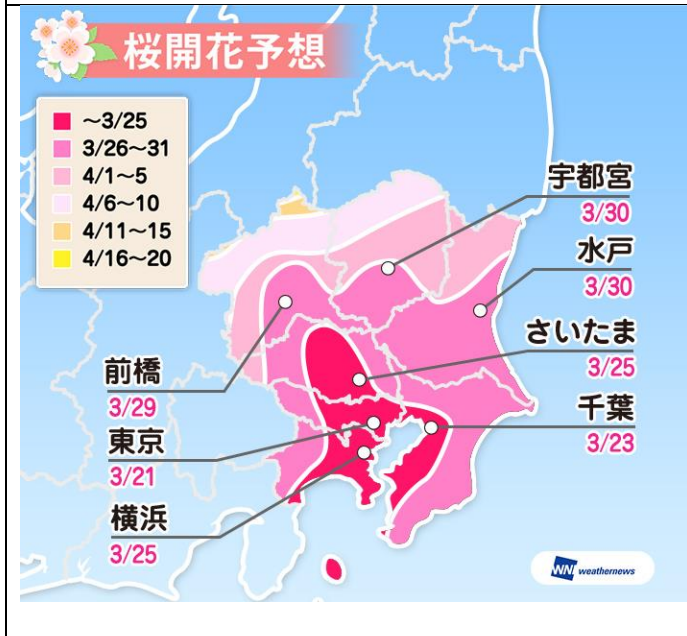 桜開花予想
～3/25
3/26～31
4/1～5
4/6～10
4/11～15
4/16～20
宇都宮
3/30
水戸
3/30
さいたま
3/25
千葉
3/23
前橋
3/29
東京
3/21
横浜
3/25
WNI weathernews